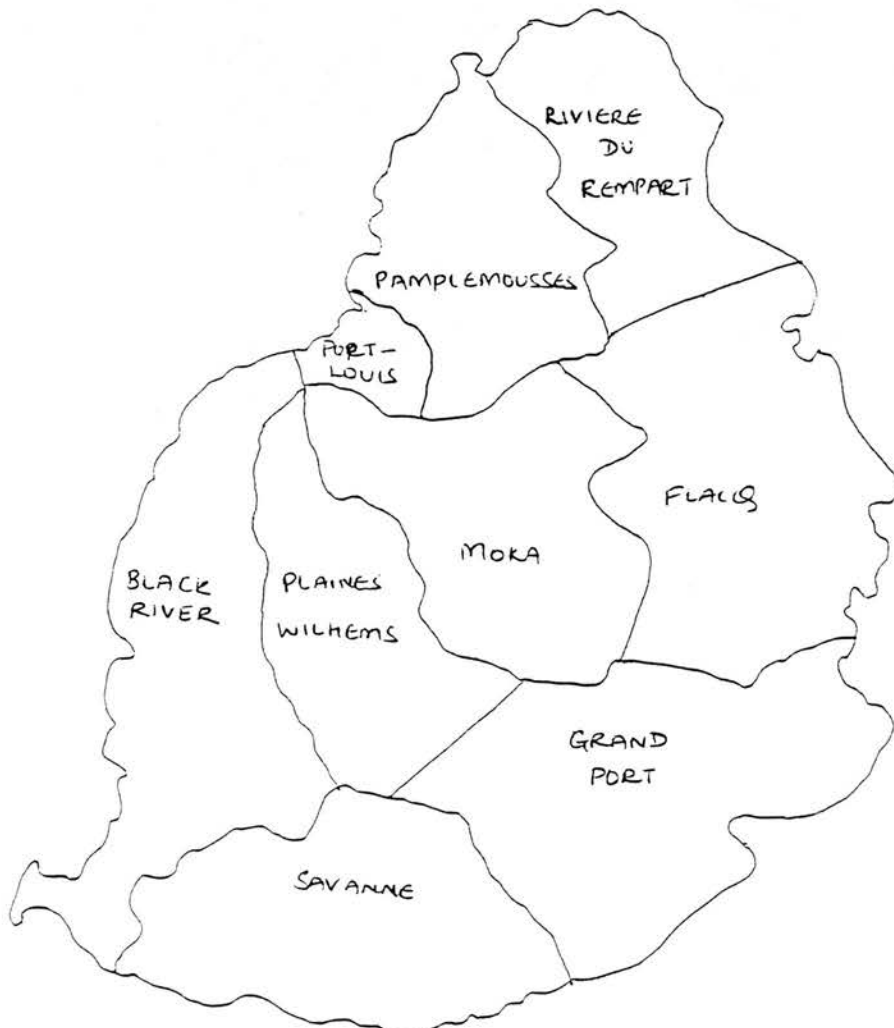 RIVIERE
DU
REMPART
PAMPLEMOUSSES
PORT-
LOUIS
FLACQ
MOKA
BLACK
RIVER
PLAINES
WILHEMS
GRAND
PORT
SAVANNE